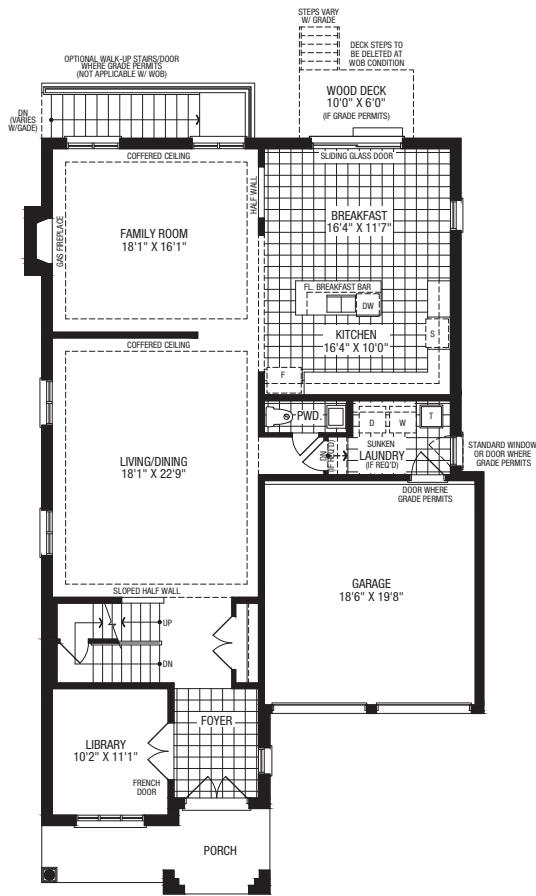 STEPS VARY
W/ GRADE
DECK STEPS TO
BE DELETED AT
WOB CONDITION
OPTIONAL WALK-UP STAIRS/DOOR
WHERE GRADE PERMITS
(NOT APPLICABLE W/ WOB)
WOOD DECK
10'0" X 6'0"
(IF GRADE PERMITS)
DN
(VARIES
W/GADE)
COFFERED CEILING
SLIDING GLASS DOOR
HALF WALL
GAS FIREPLACE
FAMILY ROOM
18'1" X 16'1"
BREAKFAST
16'4" X 11'7"
FL. BREAKFAST BAR
DW
KITCHEN
16'4" X 10'0"
S
F
COFFERED CEILING
PWD.
D
W
T
SUNKEN
LAUNDRY
(IF REQ'D)
DN
(IF REQ'D)
STANDARD WINDOW
OR DOOR WHERE
GRADE PERMITS
LIVING/DINING
18'1" X 22'9"
DOOR WHERE
GRADE PERMITS
GARAGE
18'6" X 19'8"
SLOPED HALF WALL
UP
DN
FOYER
LIBRARY
10'2" X 11'1"
FRENCH
DOOR
PORCH